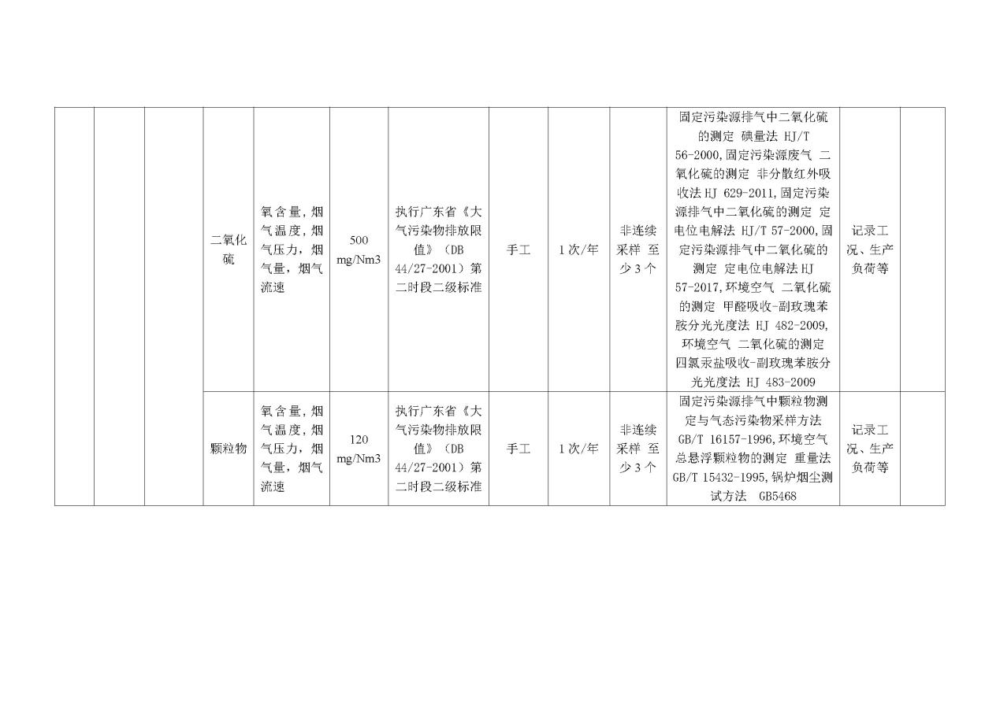 二氧化
硫
氧含量, 烟
气温度, 烟
气压力, 烟
气量, 烟气
流速
500
mg/Nm3
执行广东省《大
气污染物排放限
值》（DB
44/27-2001）第
二时段二级标准
手工
1 次/年
非连续
采样 至
少 3 个
固定污染源排气中二氧化硫
的测定 碘量法 HJ/T
56-2000,固定污染源废气 二
氧化硫的测定 非分散红外吸
收法 HJ 629-2011,固定污染
源排气中二氧化硫的测定 定
电位电解法 HJ/T 57-2000,固
定污染源排气中二氧化硫的
测定 定电位电解法 HJ
57-2017,环境空气 二氧化硫
的测定 甲醛吸收-副玫瑰苯
胺分光光度法 HJ 482-2009,
环境空气 二氧化硫的测定
四氯汞盐吸收-副玫瑰苯胺分
光光度法 HJ 483-2009
记录工
况、生产
负荷等
颗粒物
氧含量, 烟
气温度, 烟
气压力, 烟
气量, 烟气
流速
120
mg/Nm3
执行广东省《大
气污染物排放限
值》（DB
44/27-2001）第
二时段二级标准
手工
1 次/年
非连续
采样 至
少 3 个
固定污染源排气中颗粒物测
定与气态污染物采样方法
GB/T 16157-1996,环境空气
总悬浮颗粒物的测定 重量法
GB/T 15432-1995,锅炉烟尘测
试方法 GB5468
记录工
况、生产
负荷等